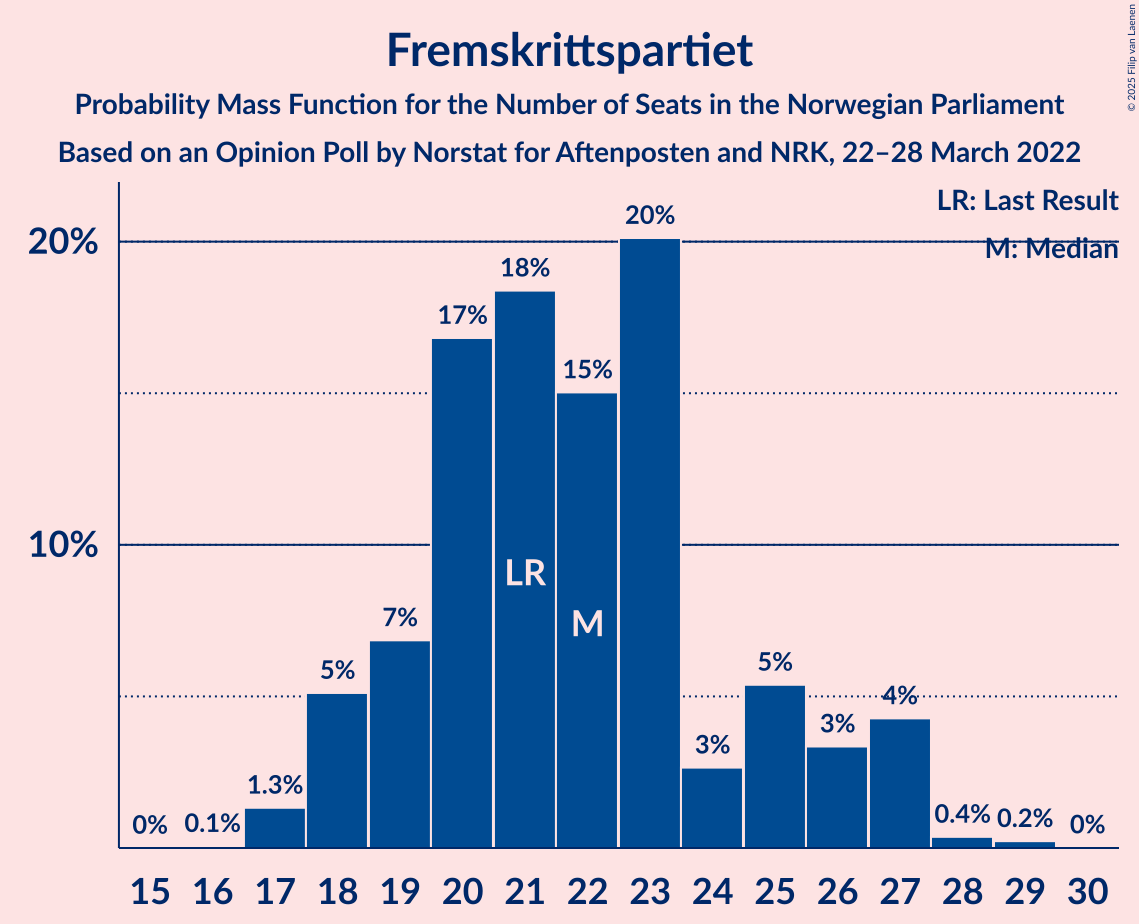 Fremskrittspartiet
Probability Mass Function for the Number of Seats in the Norwegian Parliament
Based on an Opinion Poll by Norstat for Aftenposten and NRK, 22–28 March 2022
© 2025 Filip van Laenen
LR: Last Result
M: Median
20%
10%
0%
0.1%
1.3%
5%
7%
17%
18%
15%
20%
3%
5%
3%
4%
0.4%
0.2%
0%
LR
M
15 16 17 18 19 20 21 22 23 24 25 26 27 28 29 30